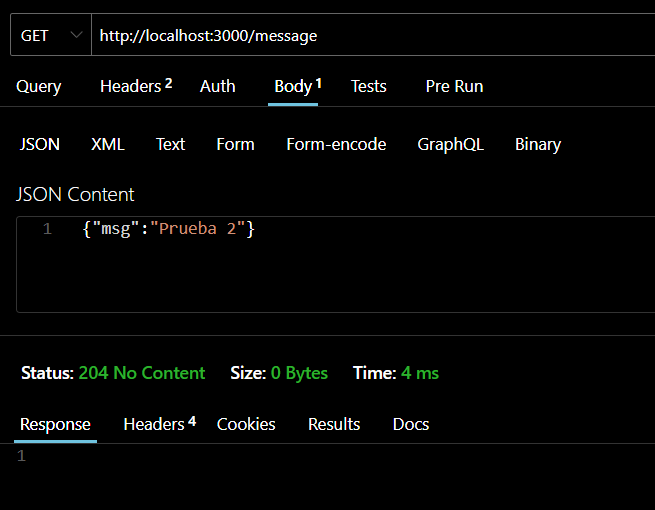 GET http://localhost:3000/message
Query Headers 2 Auth Body 1 Tests Pre Run
JSON XML Text Form Form-encode GraphQL Binary
JSON Content
1 {"msg":"Prueba 2"}
Status: 204 No Content Size: 0 Bytes Time: 4 ms
Response Headers 4 Cookies Results Docs
1